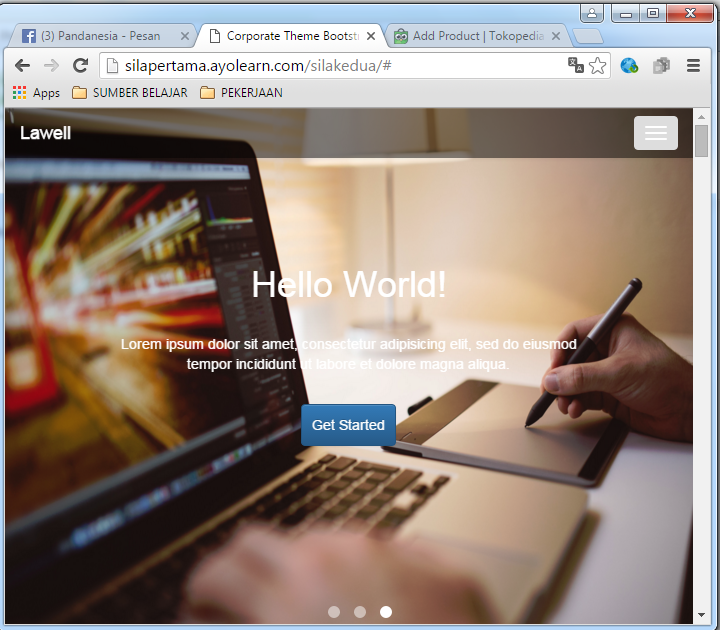 (3) Pandanesia - Pesan
Corporate Theme Bootst
Add Product | Tokopedia
silapertama.ayolearn.com/silakedua/#
Apps
SUMBER BELAJAR
PEKERJAAN
Lawell
Hello World!
Lorem ipsum dolor sit amet, consectetur adipisicing elit, sed do eiusmod
tempor incididunt ut labore et dolore magna aliqua.
Get Started